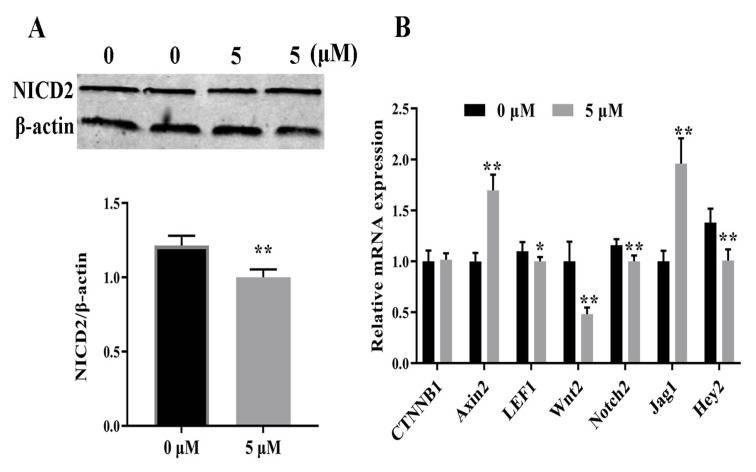 A
0 0 5 5 (μM)
NICD2
β-actin
NICD2/β-actin
1.5
1.0
0.5
0.0
**
0 μM 5 μM
B
Relative mRNA expression
2.5
2.0
1.5
1.0
0.5
0.0
0 μM 5 μM
** * ** ** ** **
CTNNB1 Axin2 LEF1 Wnt2 Notch2 Jag1 Hey2